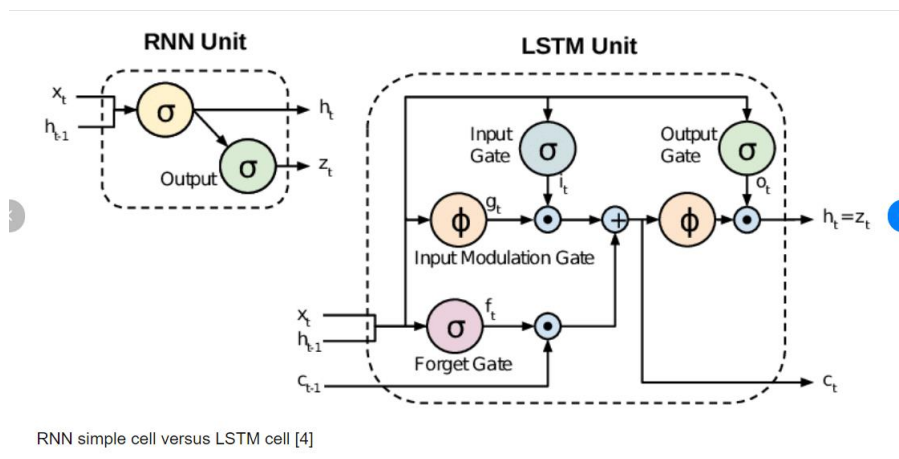 RNN Unit
xₜ
hₜ₋₁
σ
σ
Output
hₜ
zₜ
LSTM Unit
Input
Gate
σ
iₜ
Output
Gate
σ
oₜ
ϕ
gₜ
+
ϕ
hₜ=zₜ
Input Modulation Gate
xₜ
hₜ₋₁
σ
fₜ
Forget Gate
cₜ₋₁
cₜ
RNN simple cell versus LSTM cell [4]